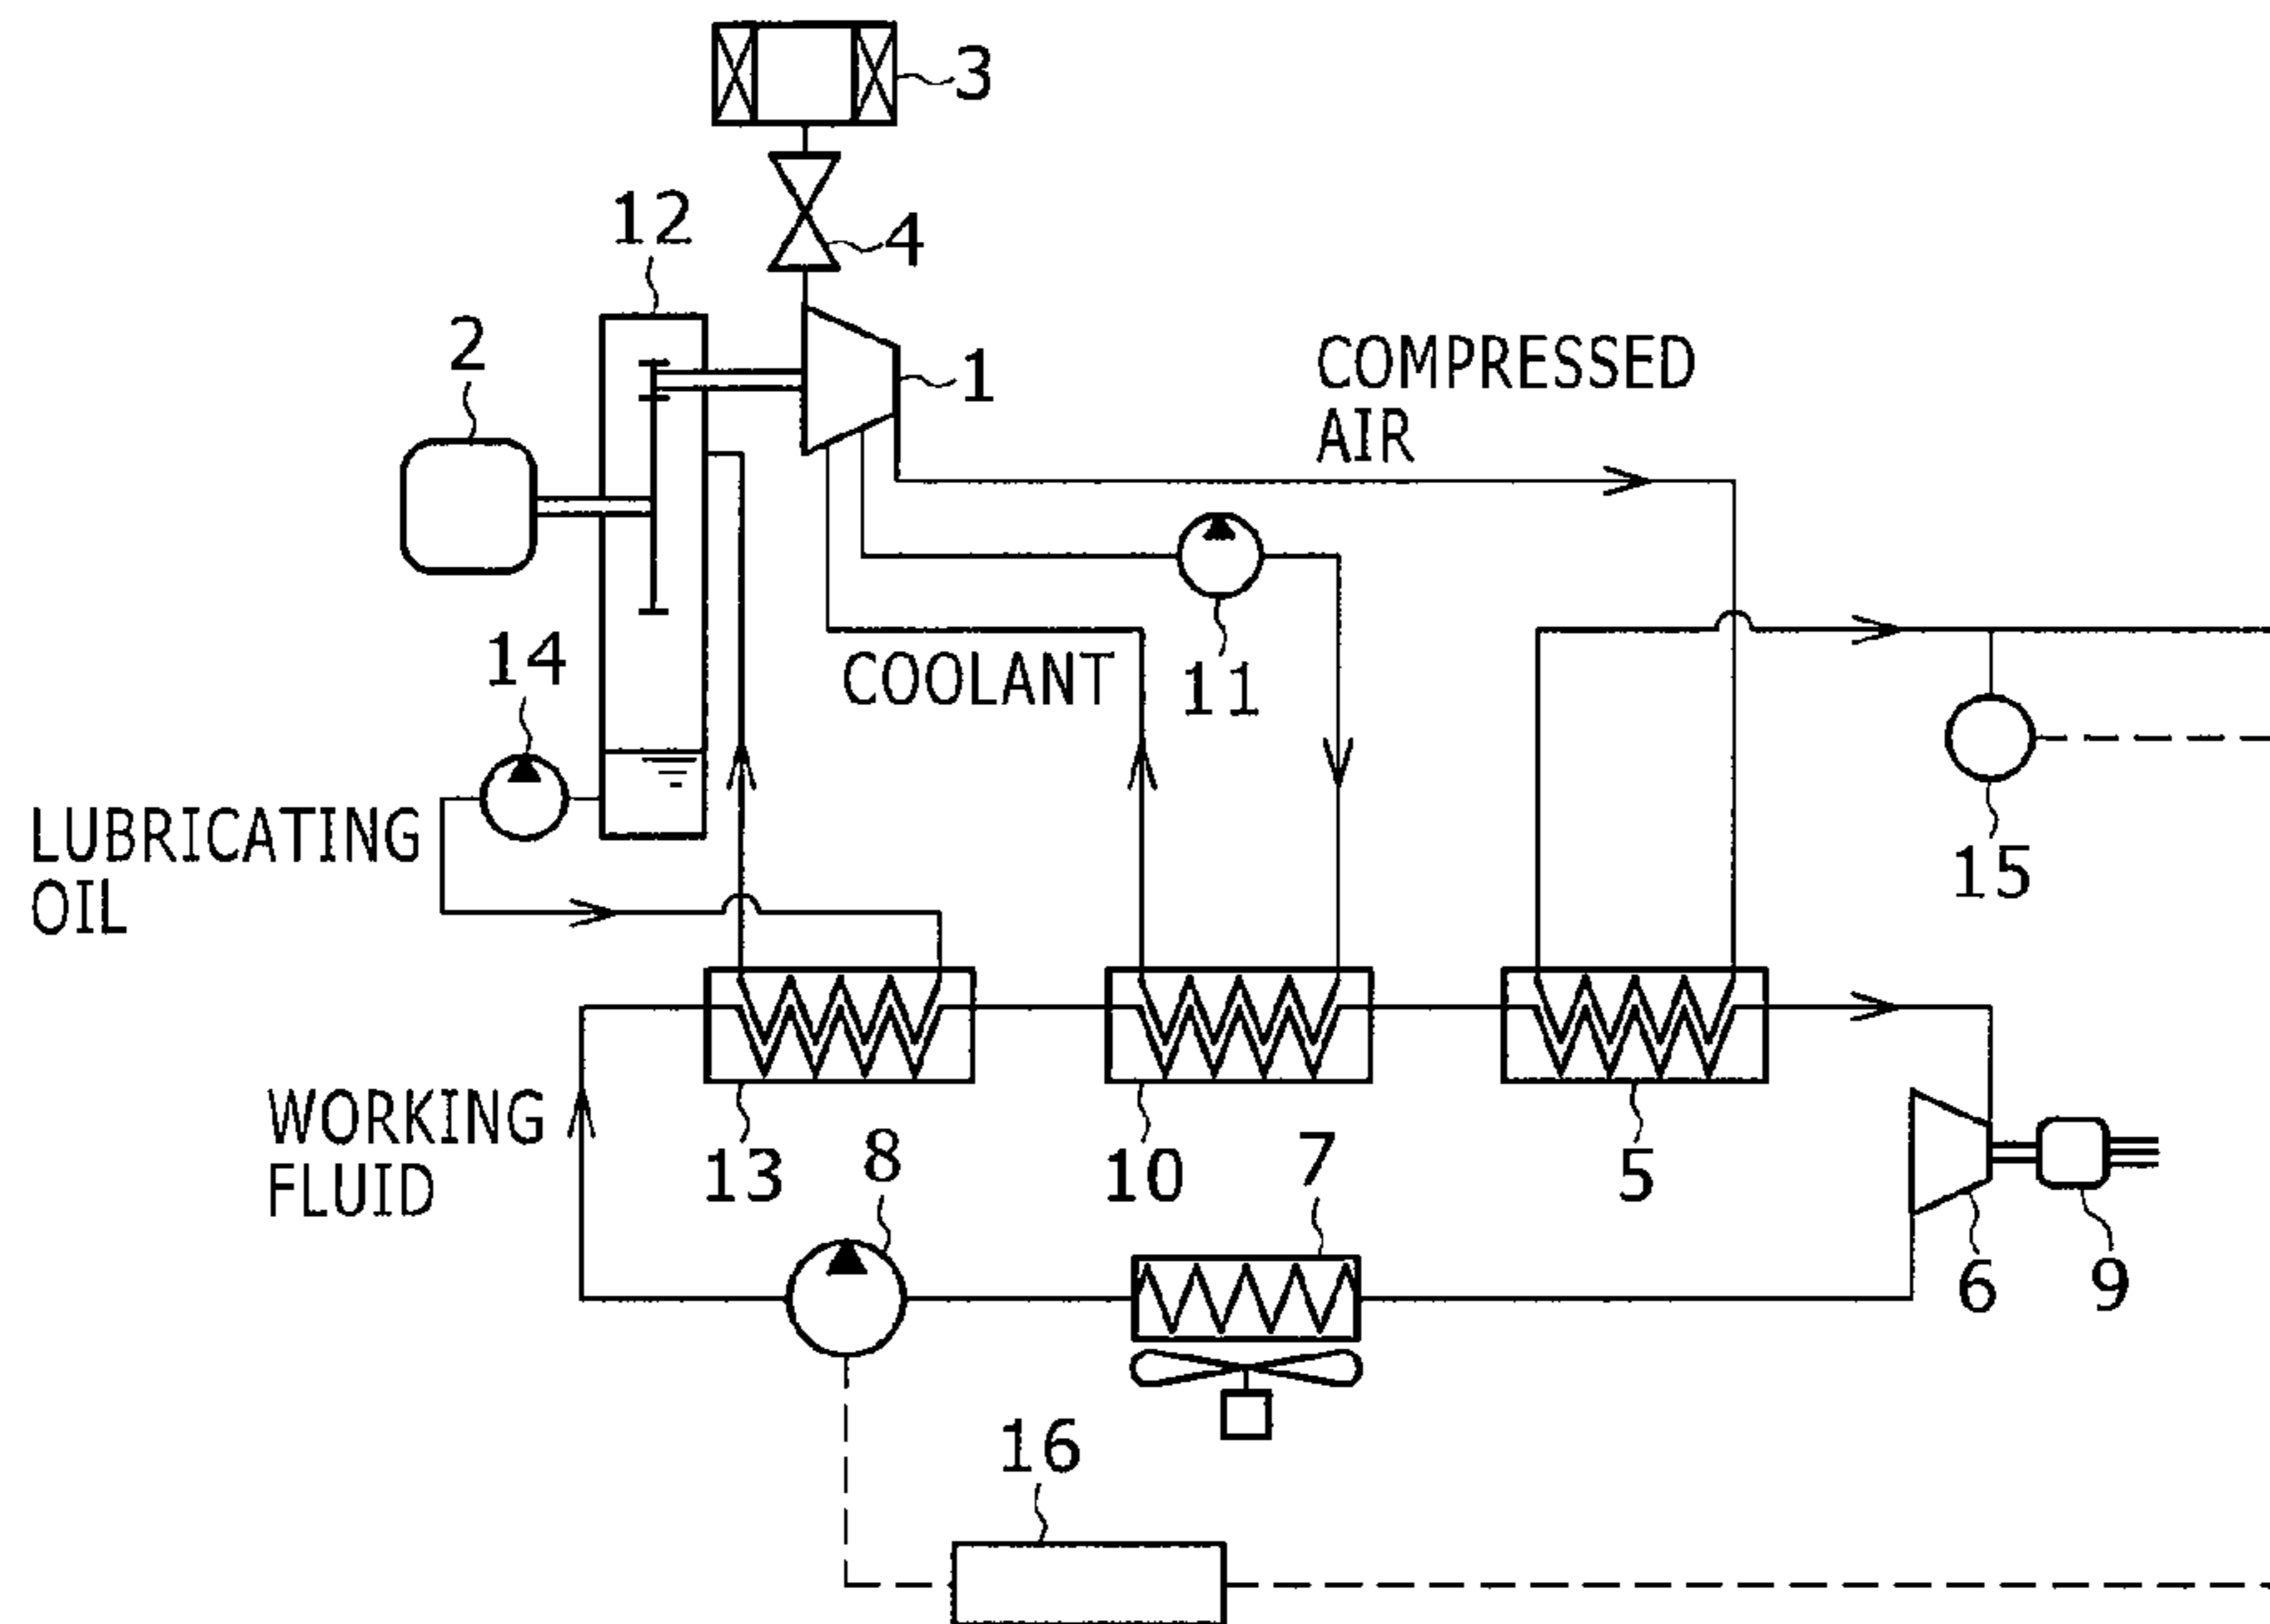 3
12
4
2
1
COMPRESSED
AIR
14
COOLANT
11
LUBRICATING
OIL
15
WORKING
FLUID
13
8
10
7
5
6
9
16